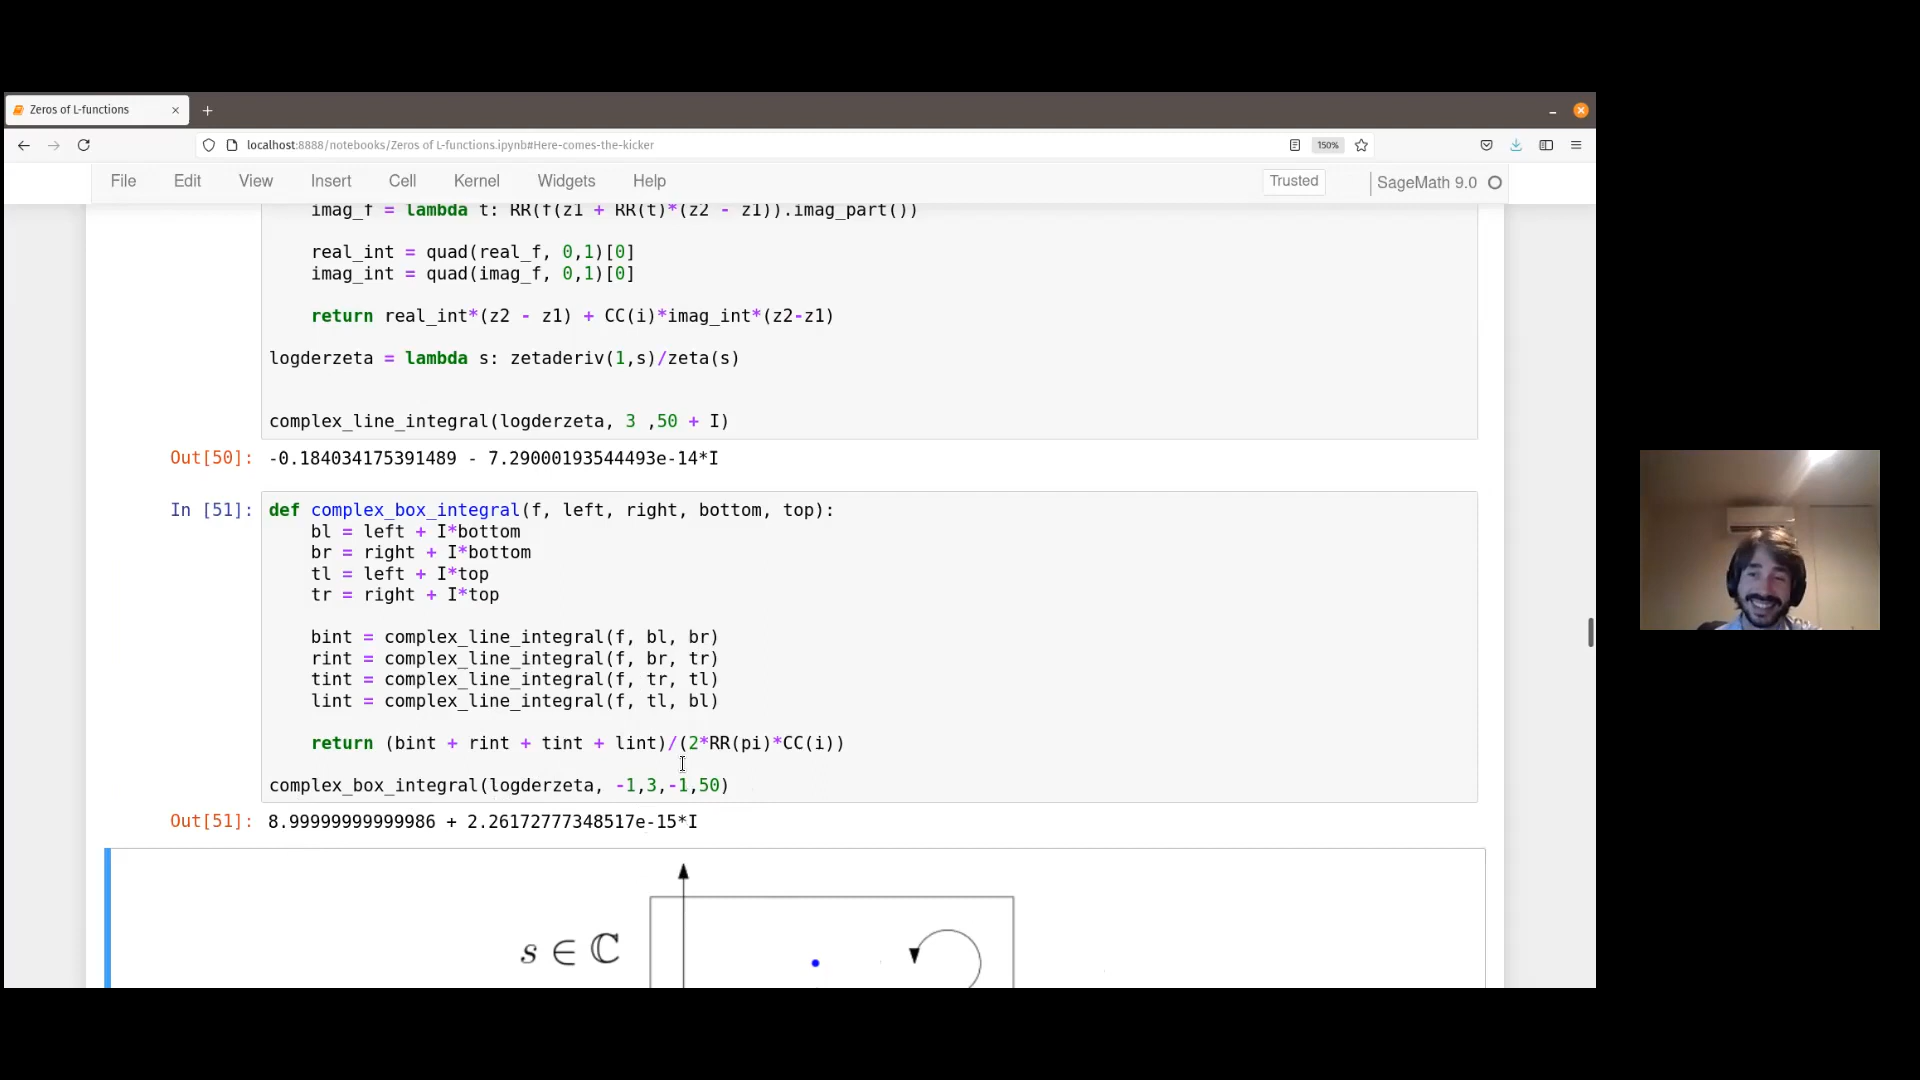 Zeros of L-functions
localhost:8888/notebooks/Zeros of L-functions.ipynb#Here-comes-the-kicker
150%
File Edit View Insert Cell Kernel Widgets Help
Trusted
SageMath 9.0
imag_f = lambda t: RR(f(z1 + RR(t)*(z2 - z1)).imag_part())
real_int = quad(real_f, 0,1)[0]
imag_int = quad(imag_f, 0,1)[0]
return real_int*(z2 - z1) + CC(i)*imag_int*(z2-z1)
logderzeta = lambda s: zetaderiv(1,s)/zeta(s)
complex_line_integral(logderzeta, 3 ,50 + I)
Out[50]: -0.184034175391489 - 7.29000193544493e-14*I
In [51]: def complex_box_integral(f, left, right, bottom, top):
bl = left + I*bottom
br = right + I*bottom
tl = left + I*top
tr = right + I*top
bint = complex_line_integral(f, bl, br)
rint = complex_line_integral(f, br, tr)
tint = complex_line_integral(f, tr, tl)
lint = complex_line_integral(f, tl, bl)
return (bint + rint + tint + lint)/(2*RR(pi)*CC(i))
complex_box_integral(logderzeta, -1,3,-1,50)
Out[51]: 8.99999999999986 + 2.26172777348517e-15*I
s ∈ ℂ